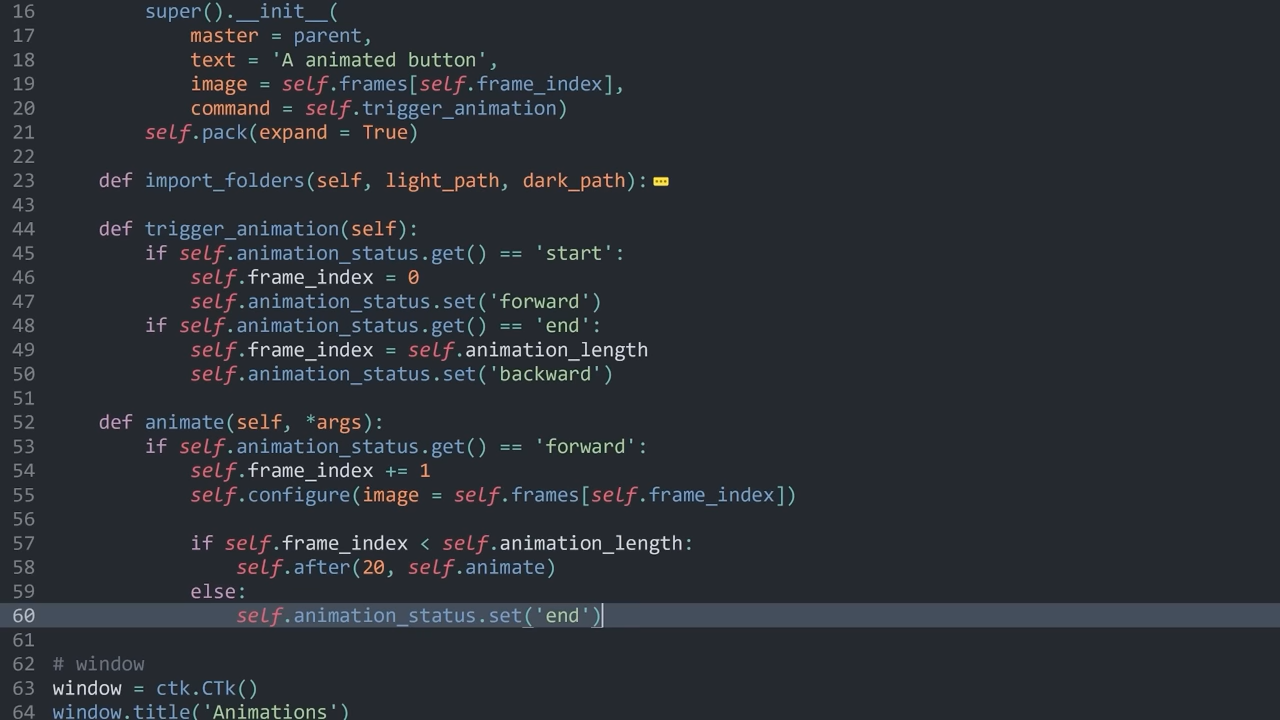 16 super().__init__(
17 master = parent,
18 text = 'A animated button',
19 image = self.frames[self.frame_index],
20 command = self.trigger_animation)
21 self.pack(expand = True)
22
23 def import_folders(self, light_path, dark_path):
43
44 def trigger_animation(self):
45 if self.animation_status.get() == 'start':
46 self.frame_index = 0
47 self.animation_status.set('forward')
48 if self.animation_status.get() == 'end':
49 self.frame_index = self.animation_length
50 self.animation_status.set('backward')
51
52 def animate(self, *args):
53 if self.animation_status.get() == 'forward':
54 self.frame_index += 1
55 self.configure(image = self.frames[self.frame_index])
56
57 if self.frame_index < self.animation_length:
58 self.after(20, self.animate)
59 else:
60 self.animation_status.set('end')
61
62 # window
63 window = ctk.CTk()
64 window.title('Animations')